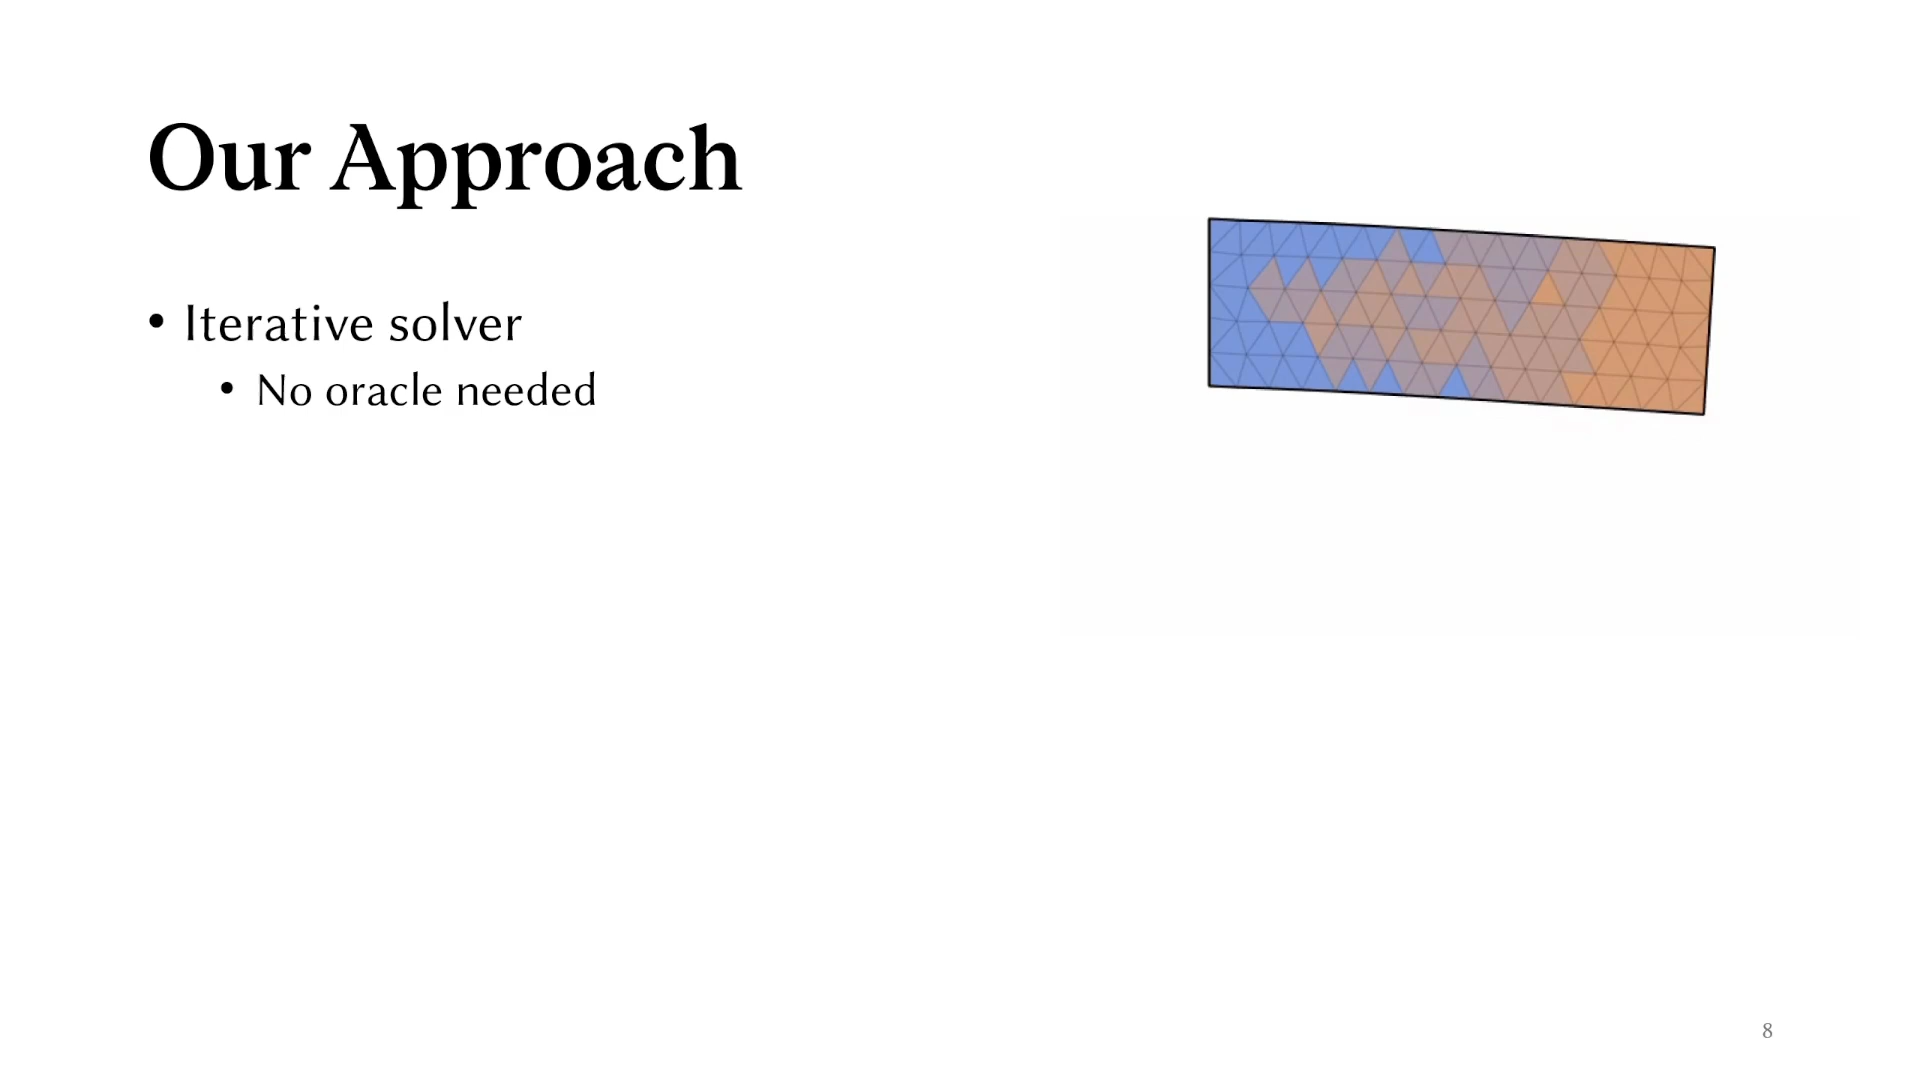 Our Approach
• Iterative solver
• No oracle needed
8